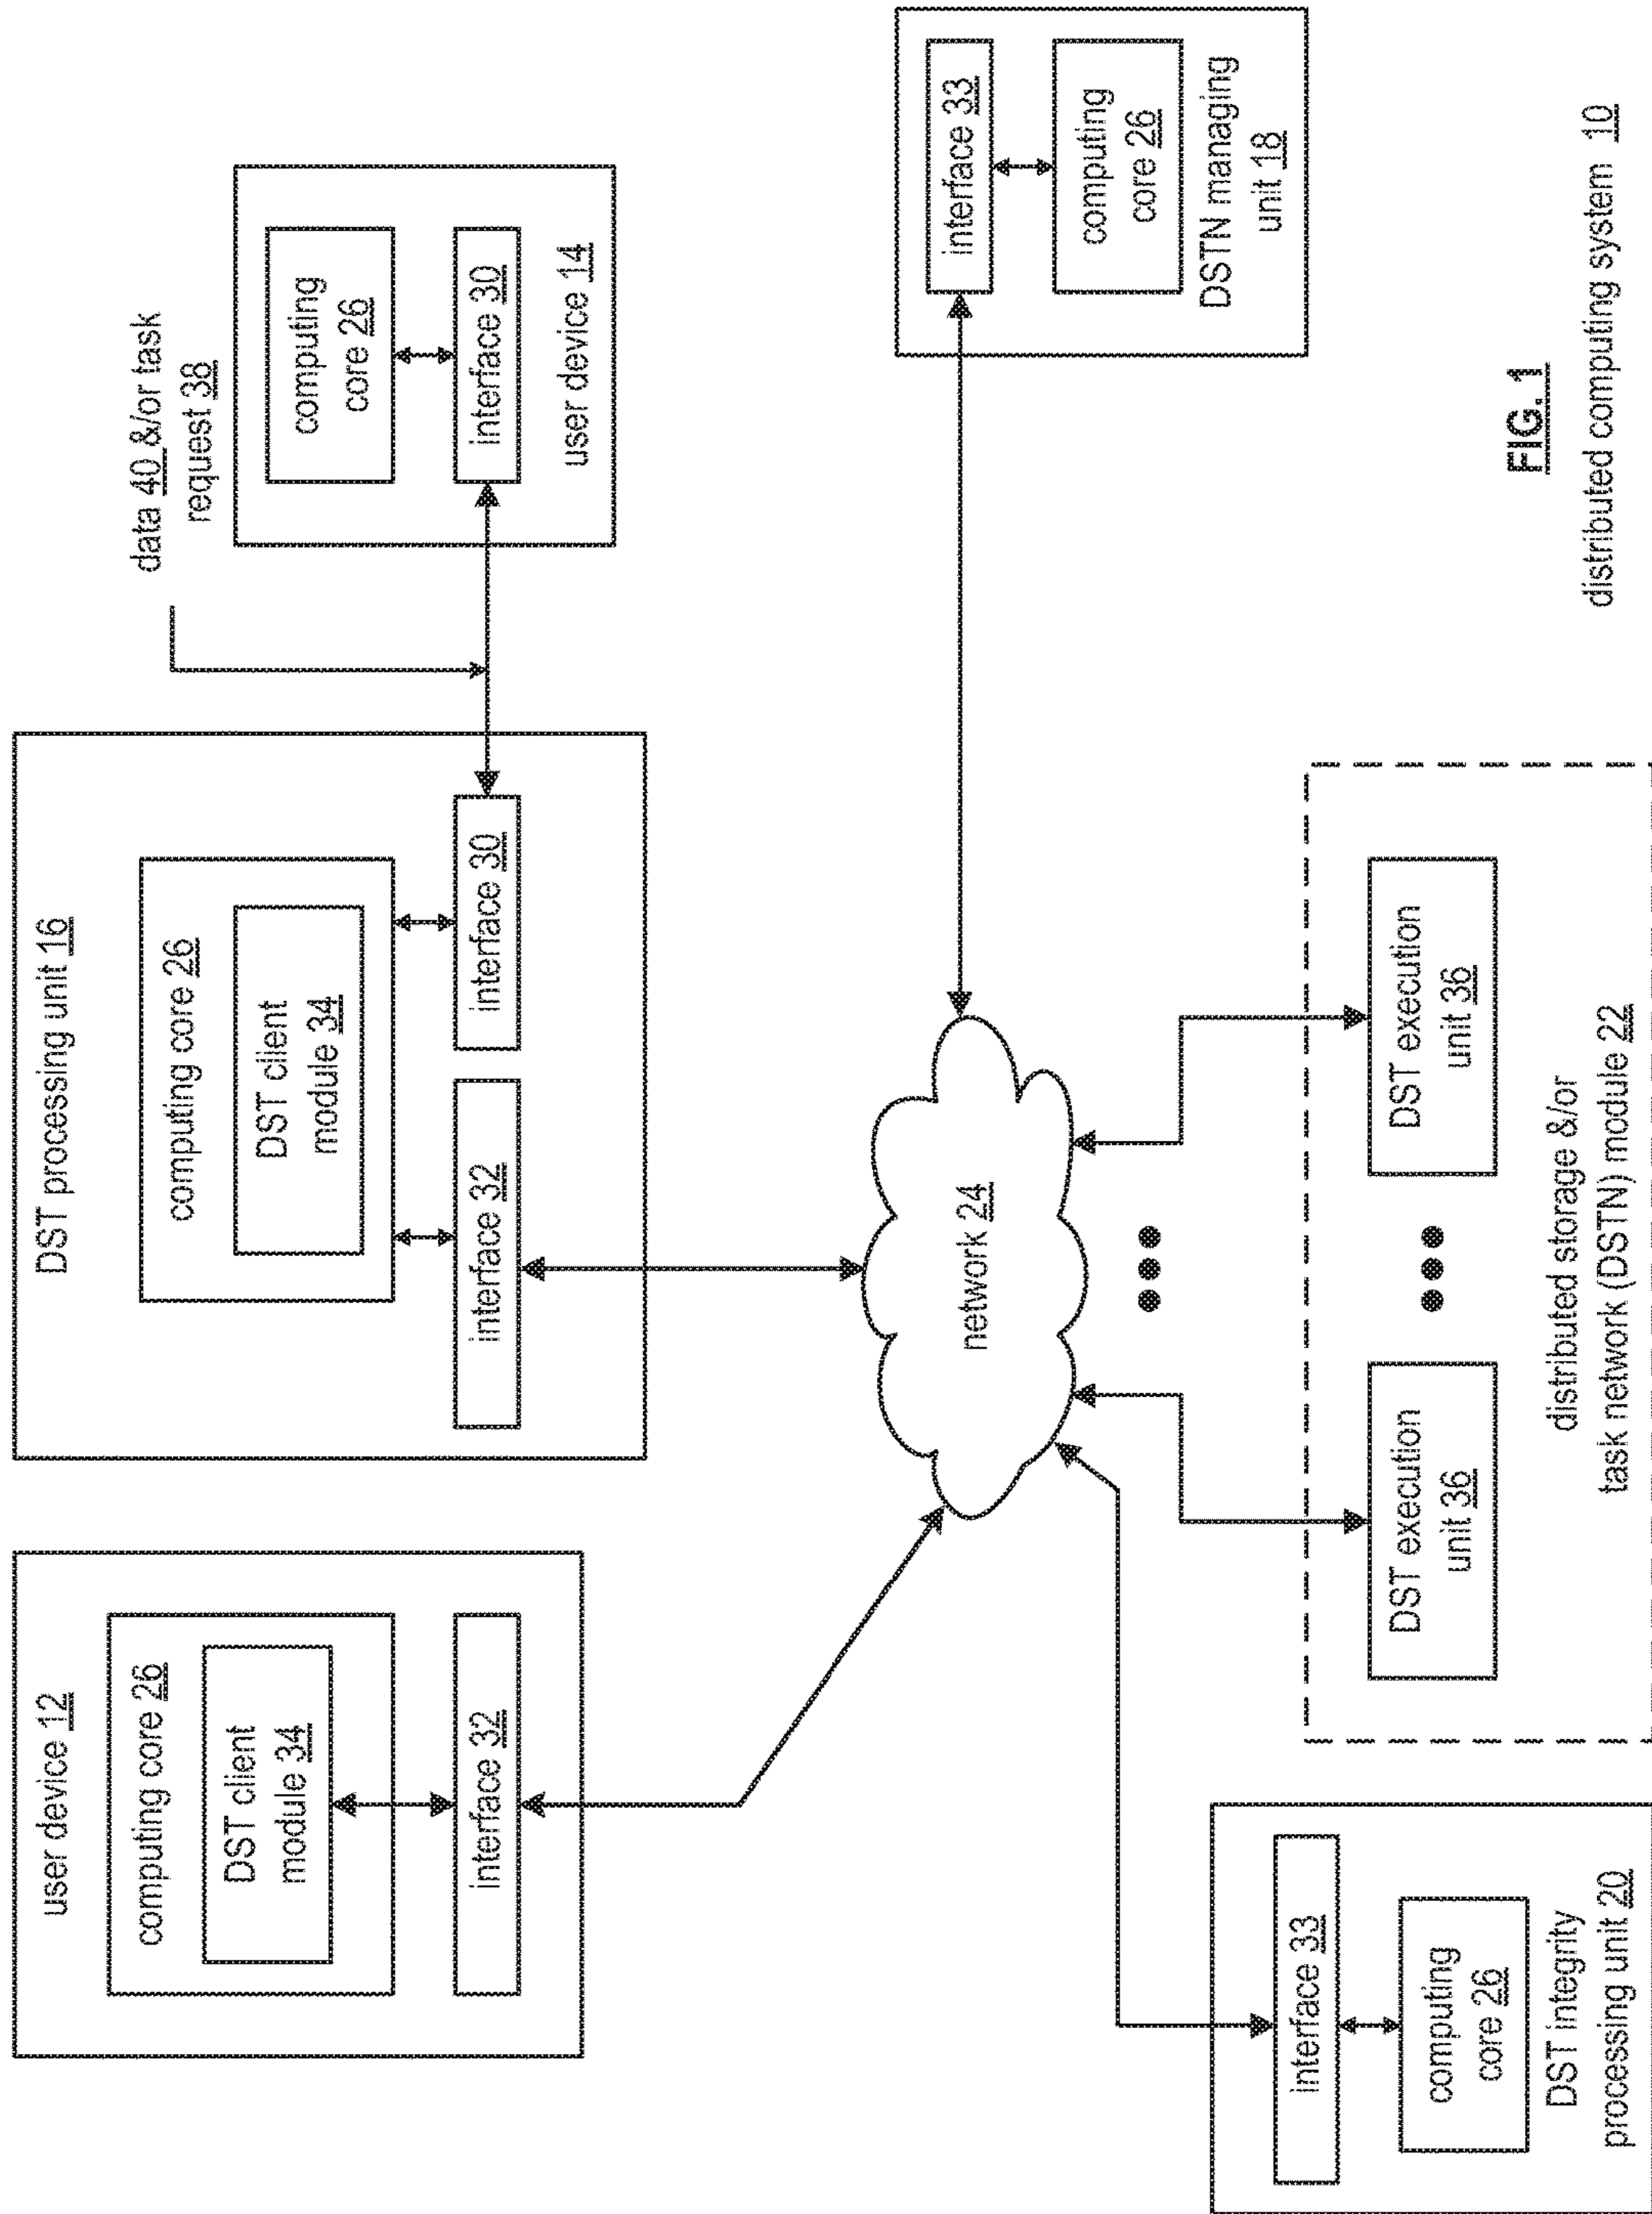 user device 12
computing core 26
DST client
module 34
interface 32
DST processing unit 16
computing core 26
DST client
module 34
interface 32
interface 30
data 40 &/or task
request 38
computing
core 26
interface 30
user device 14
network 24
interface 33
computing
core 26
DSTN managing
unit 18
interface 33
computing
core 26
DST integrity
processing unit 20
DST execution
unit 36
DST execution
unit 36
distributed storage &/or
task network (DSTN) module 22
FIG. 1
distributed computing system 10